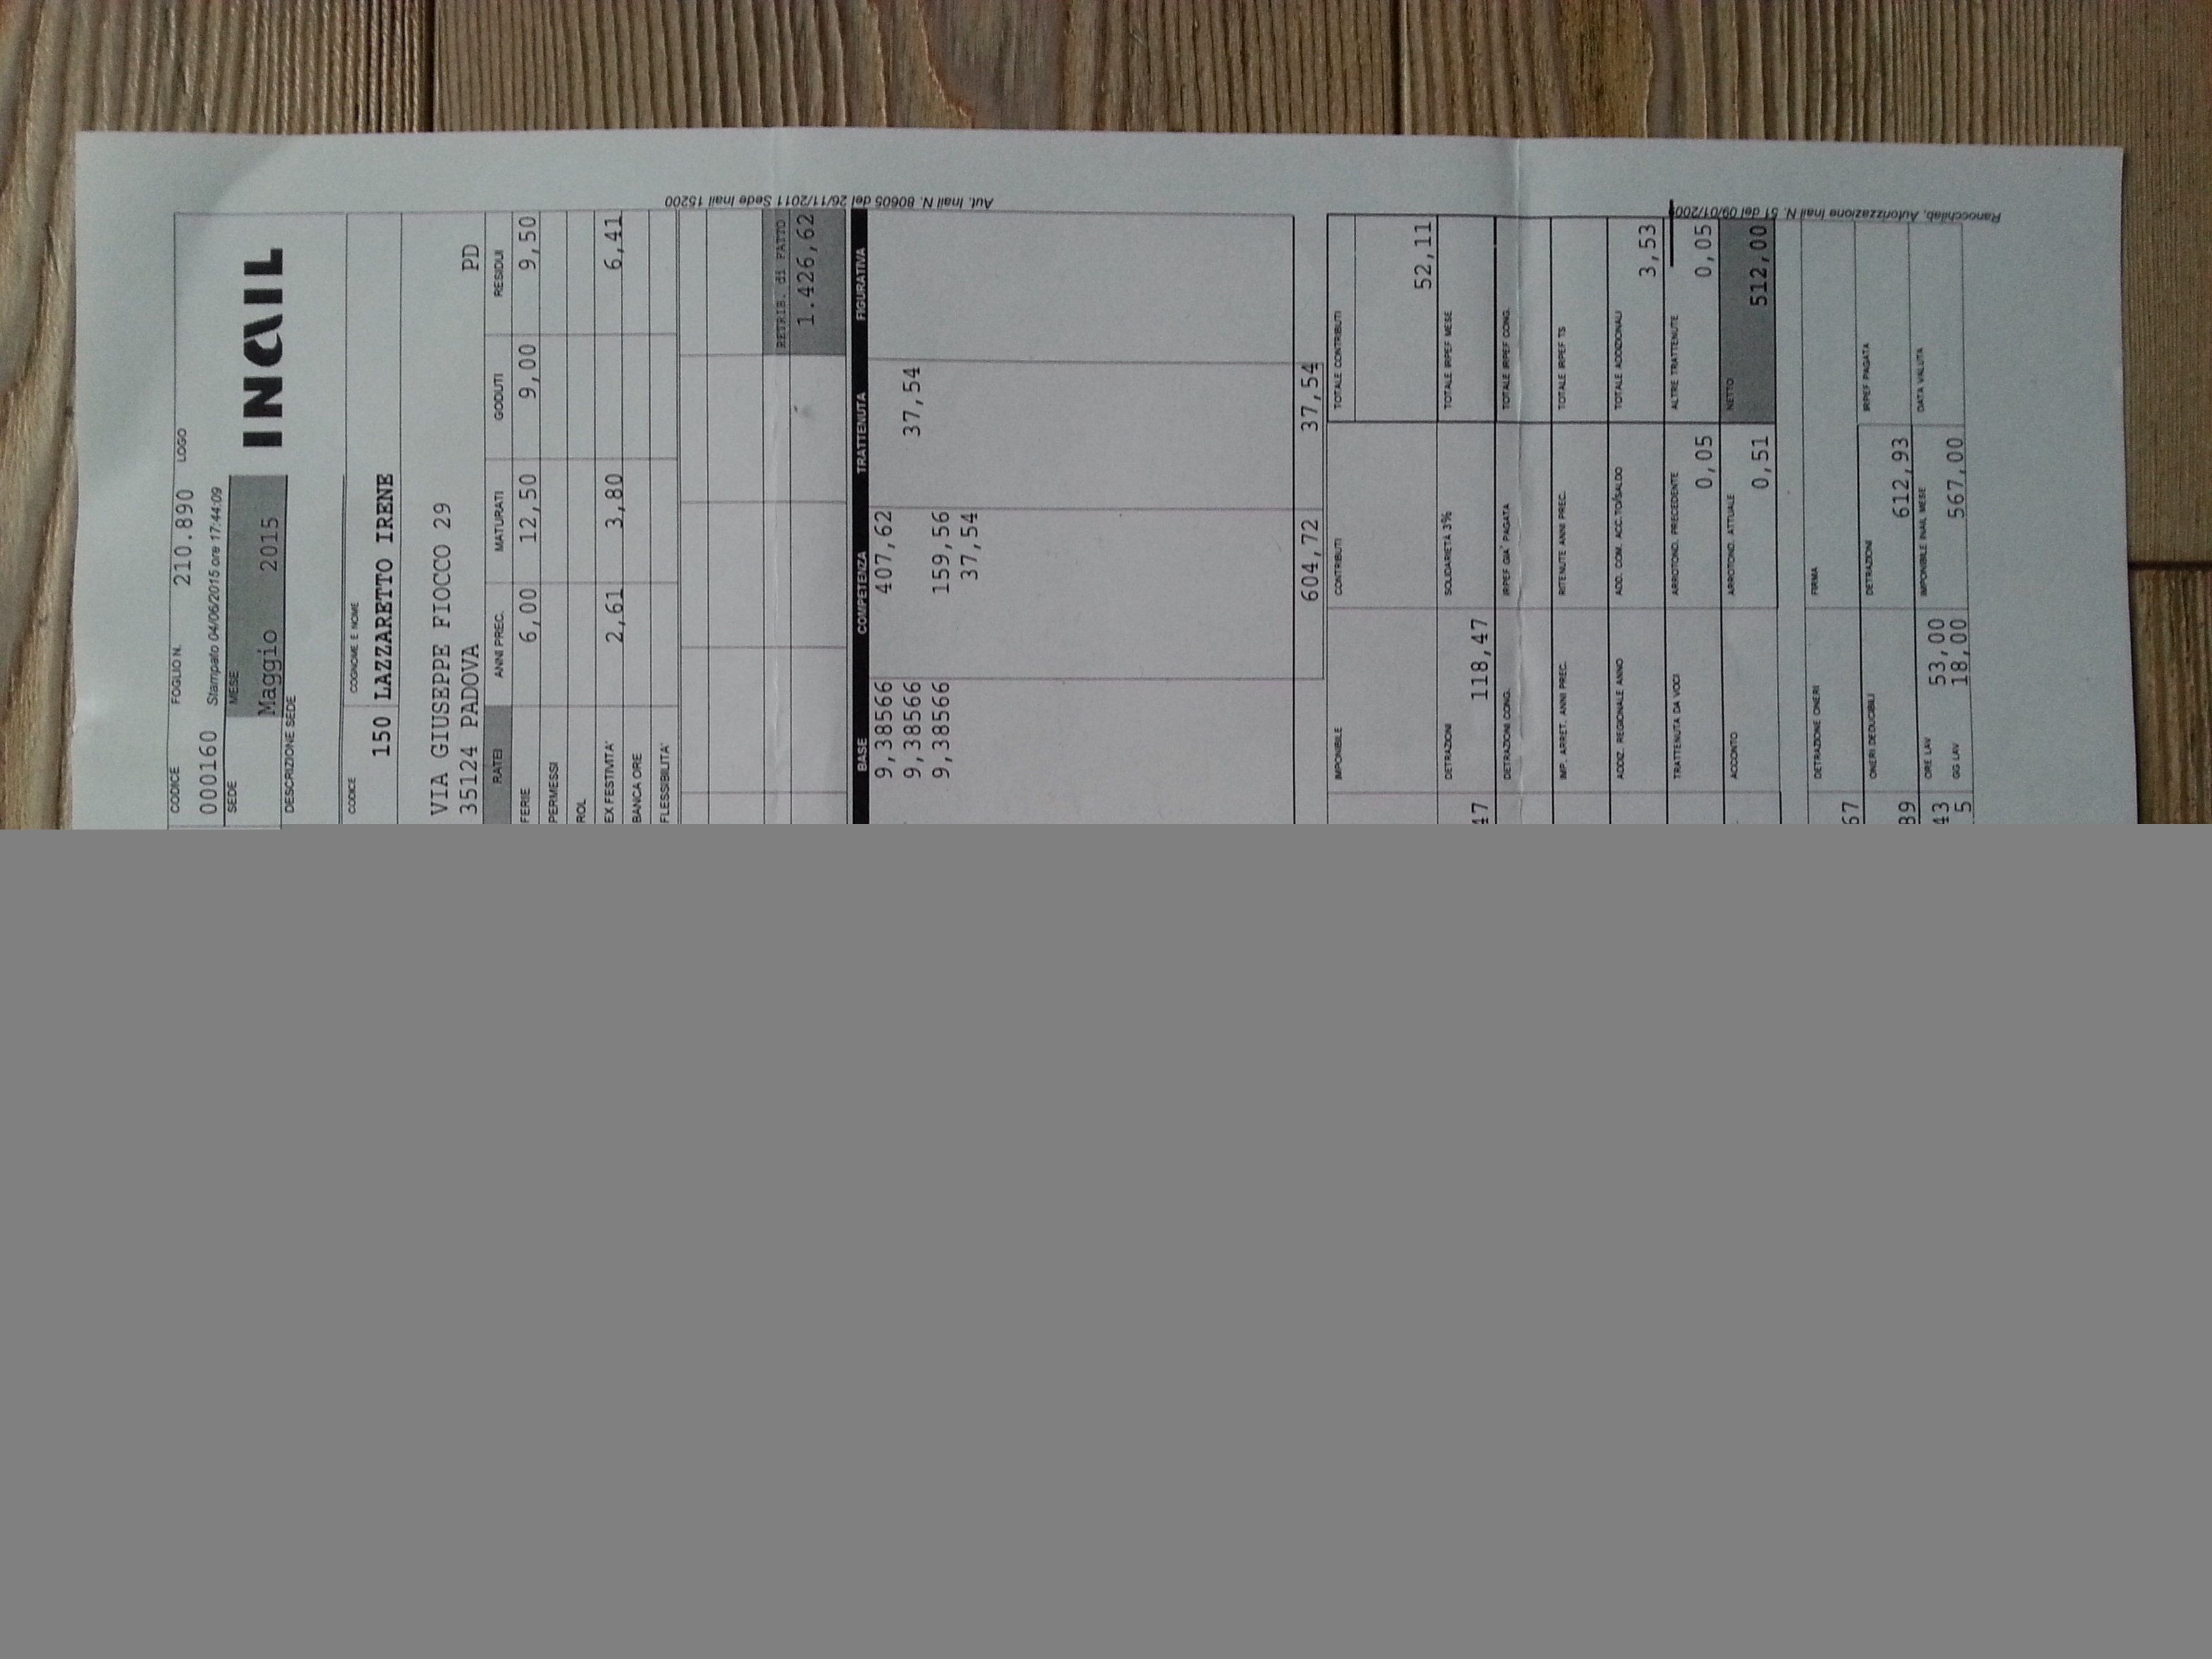 CODICE FOGLIO N. LOGO
000160 210.890
Stampato 04/06/2015 ore 17:44:09
SEDE MESE
Maggio 2015
INAIL
DESCRIZIONE SEDE
CODICE COGNOME E NOME
150 LAZZARETTO IRENE
VIA GIUSEPPE FIOCCO 29
35124 PADOVA PD
RATEI ANNI PREC. MATURATI GODUTI RESIDUI
FERIE 6,00 12,50 9,00 9,50
PERMESSI
ROL
EX FESTIVITA' 2,61 3,80 6,41
BANCA ORE
FLESSIBILITA'
RETRIB. di FATTO
1.426,62
Aut. Inail N. 80605 del 26/11/2011 Sede Inail 15200
BASE COMPETENZA TRATTENUTA FIGURATIVA
9,38566 407,62
9,38566 37,54
9,38566 159,56
37,54
604,72 37,54
IMPONIBILE CONTRIBUTI TOTALE CONTRIBUTI
52,11
DETRAZIONI SOLIDARIETÀ 3% TOTALE IRPEF MESE
47 118,47
DETRAZIONI CONG. IRPEF GIA' PAGATA TOTALE IRPEF CONG.
IMP. ARRET. ANNI PREC. RITENUTE ANNI PREC. TOTALE IRPEF TS
ADDIZ. REGIONALE ANNO ADD. COM. ACC.TO/SALDO TOTALE ADDIZIONALI
3,53
TRATTENUTA DA VOCI ARROTOND. PRECEDENTE ALTRE TRATTENUTE
0,05 0,05
ACCONTO ARROTOND. ATTUALE NETTO
0,51 512,00
Ranocchilab, Autorizzazione Inail N. 51 del 09/01/2009
DETRAZIONE ONERI FIRMA
67
ONERI DEDUCIBILI DETRAZIONI IRPEF PAGATA
89 612,93
ORE LAV IMPONIBILE INAIL MESE DATA VALUTA
43 53,00
GG LAV
5 18,00 567,00